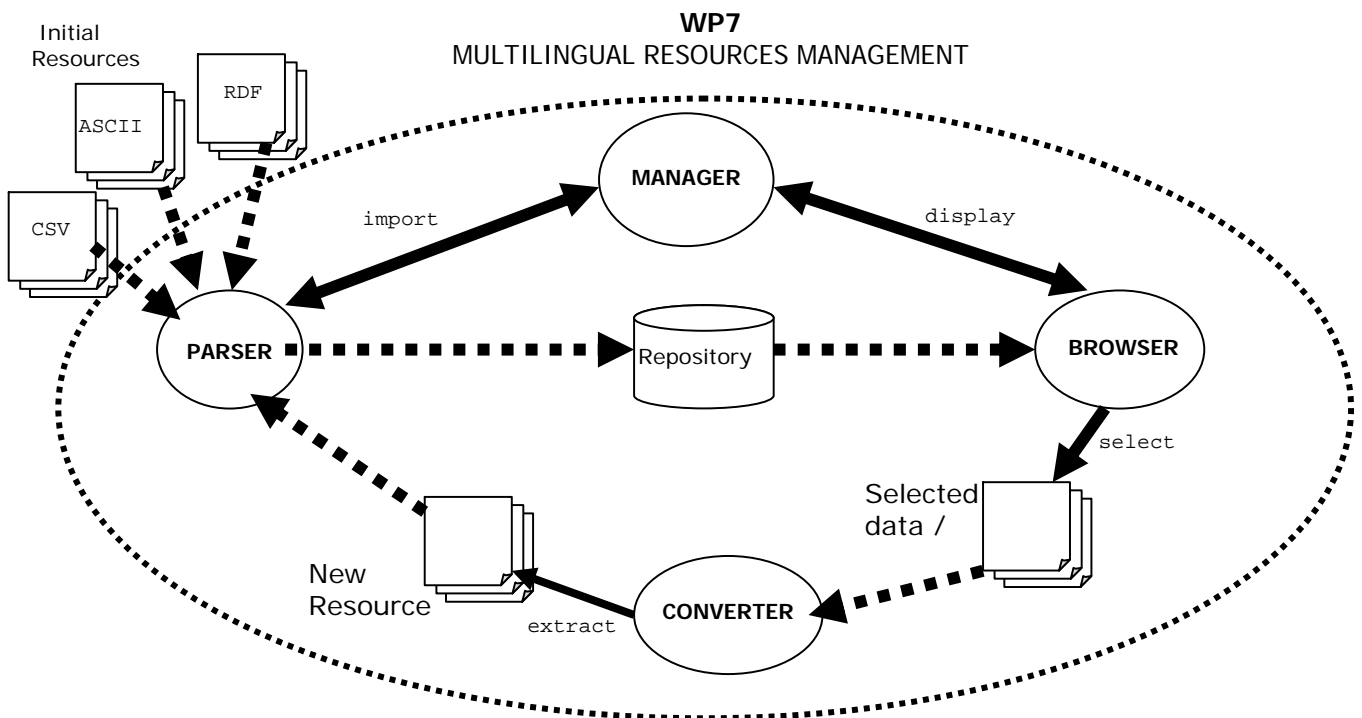 WP7
MULTILINGUAL RESOURCES MANAGEMENT
Initial
Resources
RDF
ASCII
CSV
MANAGER
import
display
PARSER
Repository
BROWSER
select
Selected
data /
New
Resource
extract
CONVERTER